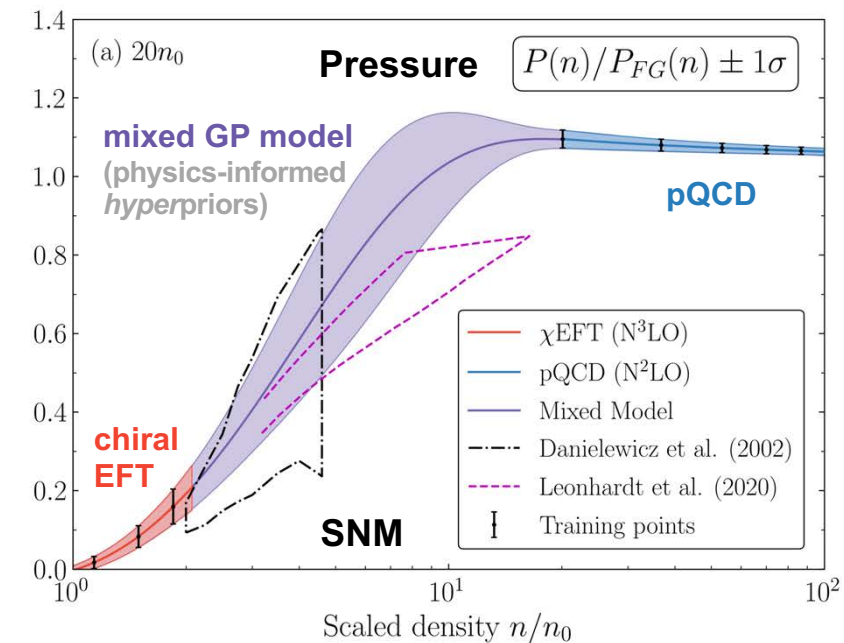 1.4
1.2
1.0
0.8
0.6
0.4
0.2
0.0
(a) 20n₀
Pressure
P(n)/P_FG(n) ± 1σ
mixed GP model
(physics-informed
hyperpriors)
pQCD
chiral
EFT
SNM
χEFT (N³LO)
pQCD (N²LO)
Mixed Model
Danielewicz et al. (2002)
Leonhardt et al. (2020)
Training points
10⁰
10¹
10²
Scaled density n/n₀